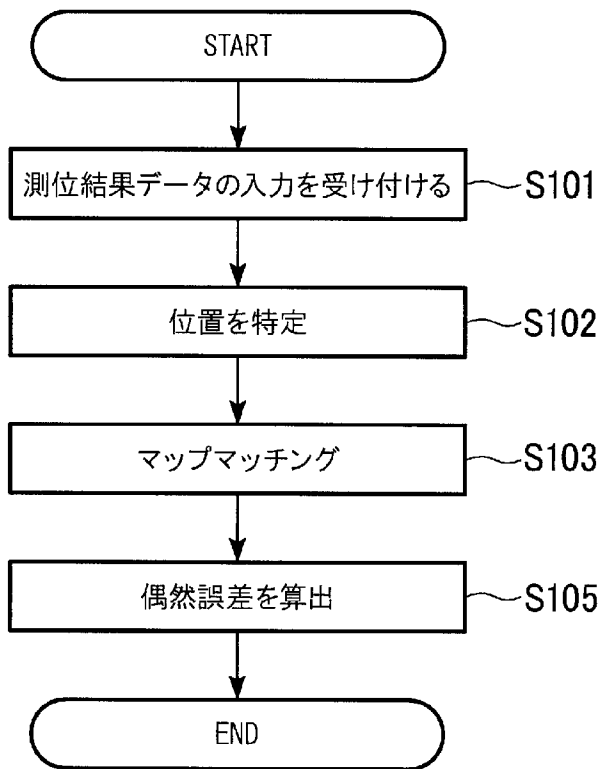 START
測位結果データの入力を受け付ける
S101
位置を特定
S102
マップマッチング
S103
偶然誤差を算出
S105
END